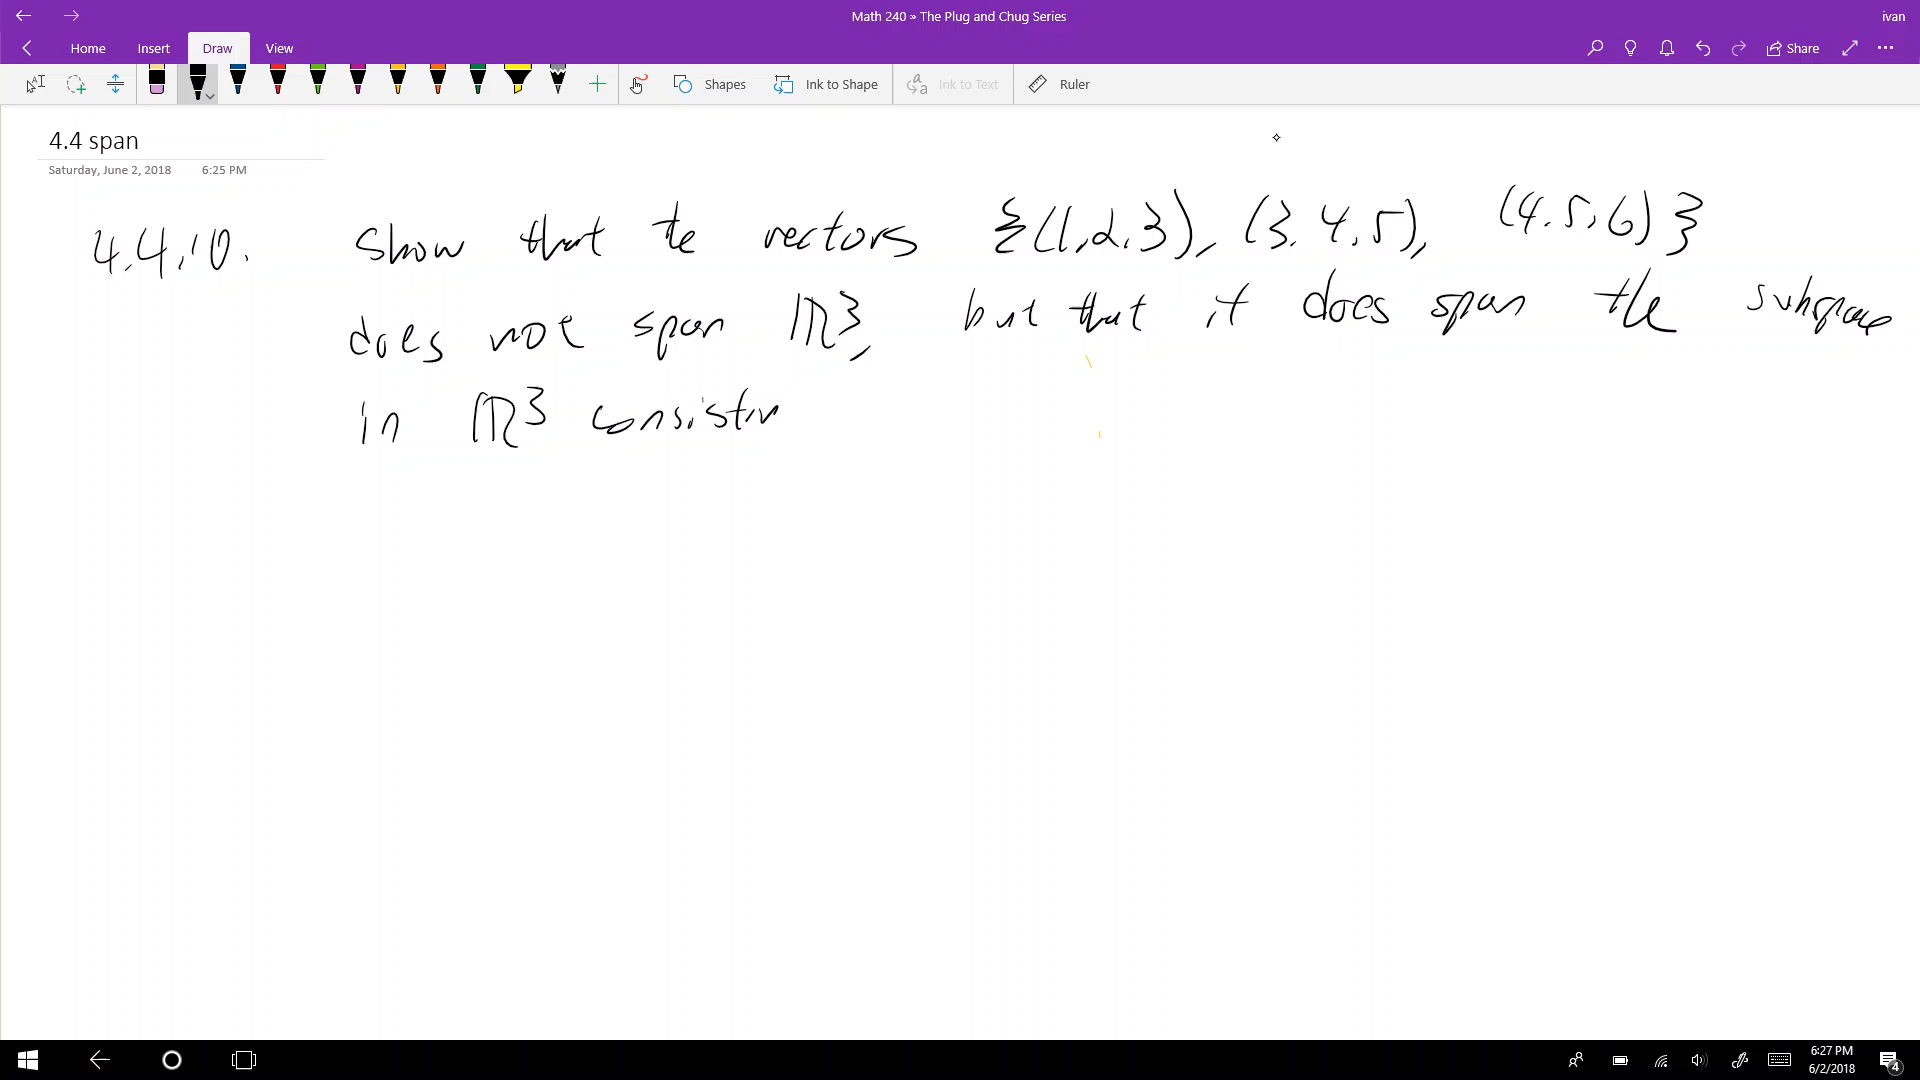 Math 240 » The Plug and Chug Series
ivan
Home Insert Draw View
Share
Shapes Ink to Shape Ink to Text Ruler
4.4 span
Saturday, June 2, 2018 6:25 PM
4.4.10. show that the vectors {(1,2,3), (3,4,5), (4,5,6)}
does not span ℝ³, but that it does span the subspace
in ℝ³ consistin
6:27 PM
6/2/2018
4